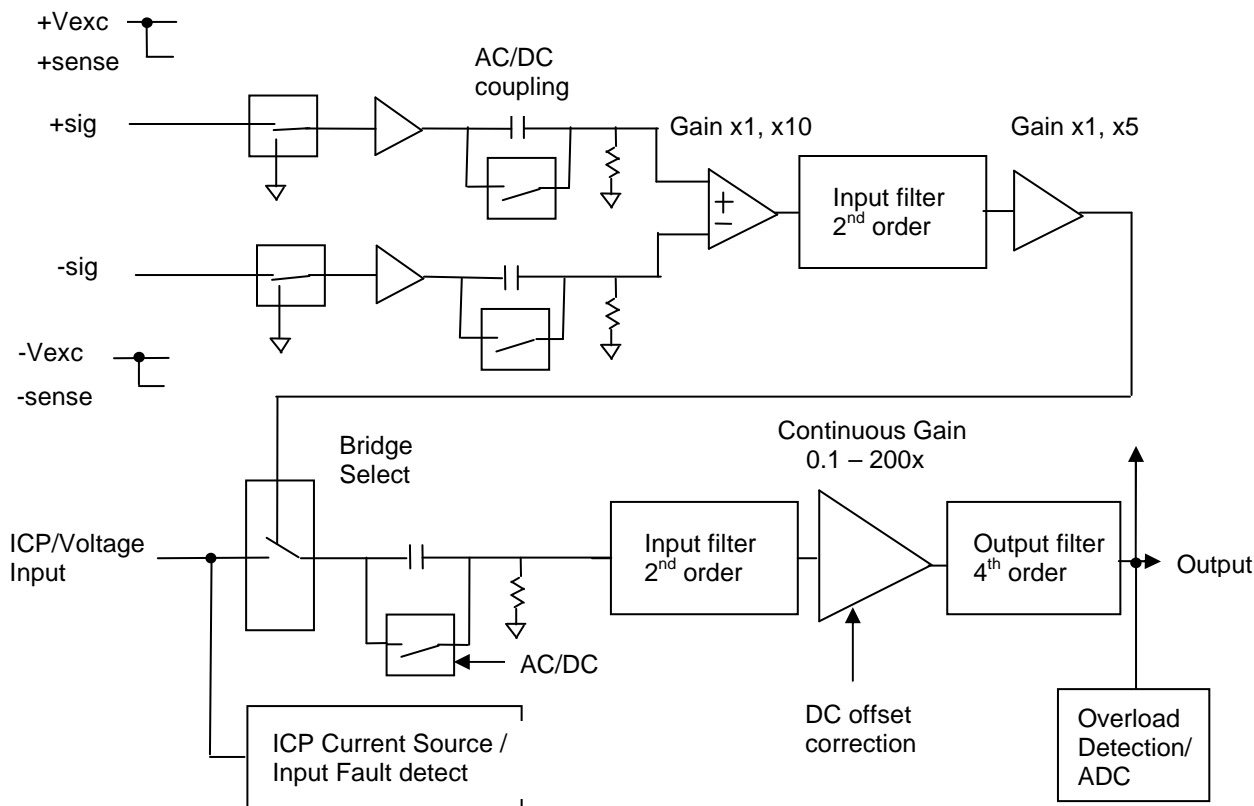 +Vexc
+sense
AC/DC
coupling
+sig
Gain x1, x10
Gain x1, x5
+
−
Input filter
2nd order
-sig
-Vexc
-sense
Continuous Gain
0.1 – 200x
Bridge
Select
ICP/Voltage
Input
Input filter
2nd order
Output filter
4th order
Output
AC/DC
DC offset
correction
ICP Current Source /
Input Fault detect
Overload
Detection/
ADC